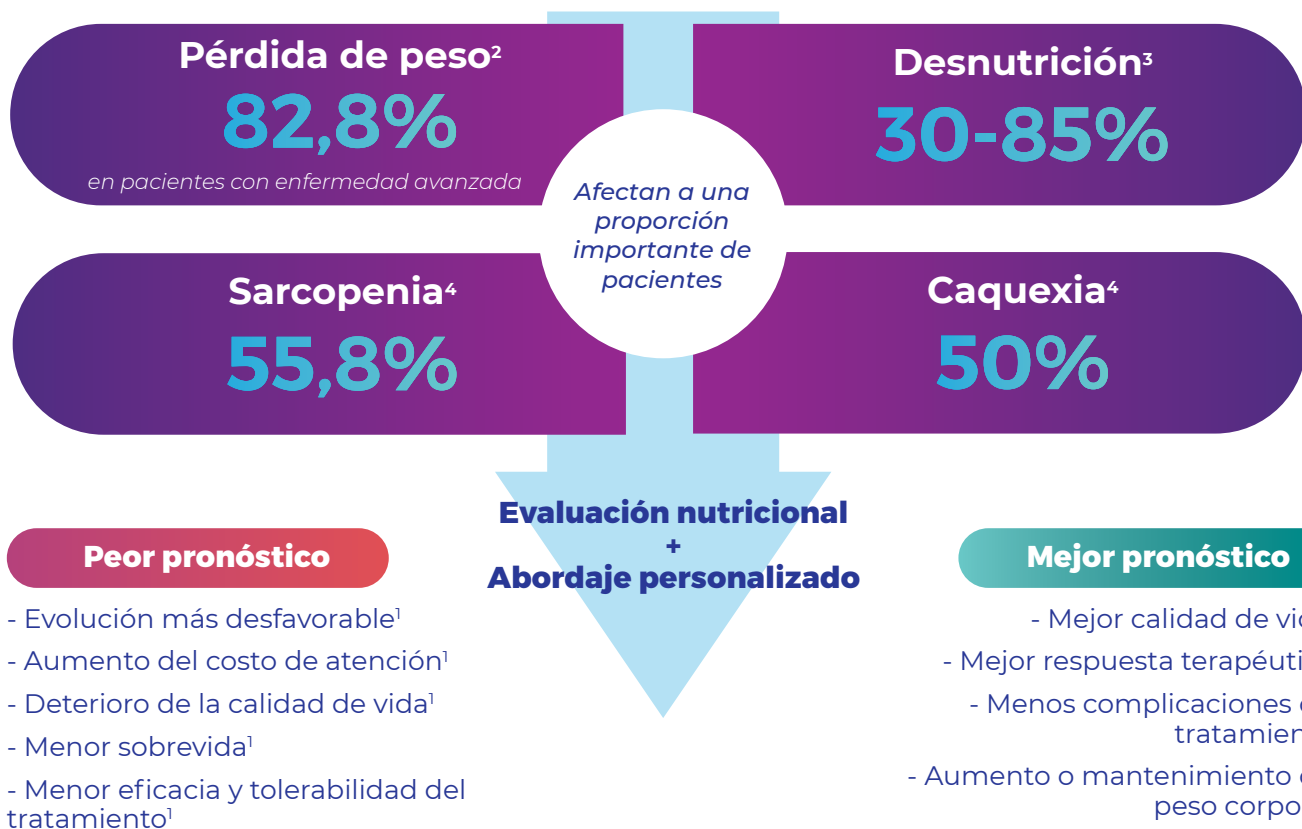 Pérdida de peso²
82,8%
en pacientes con enfermedad avanzada
Desnutrición³
30-85%
Afectan a una
proporción
importante de
pacientes
Sarcopenia⁴
55,8%
Caquexia⁴
50%
Evaluación nutricional
+
Abordaje personalizado
Peor pronóstico
- Evolución más desfavorable¹
- Aumento del costo de atención¹
- Deterioro de la calidad de vida¹
- Menor sobrevida¹
- Menor eficacia y tolerabilidad del
tratamiento¹
Mejor pronóstico
- Mejor calidad de
- Mejor respuesta
- Menos complicaciones
- Aumento o mantenimiento
peso